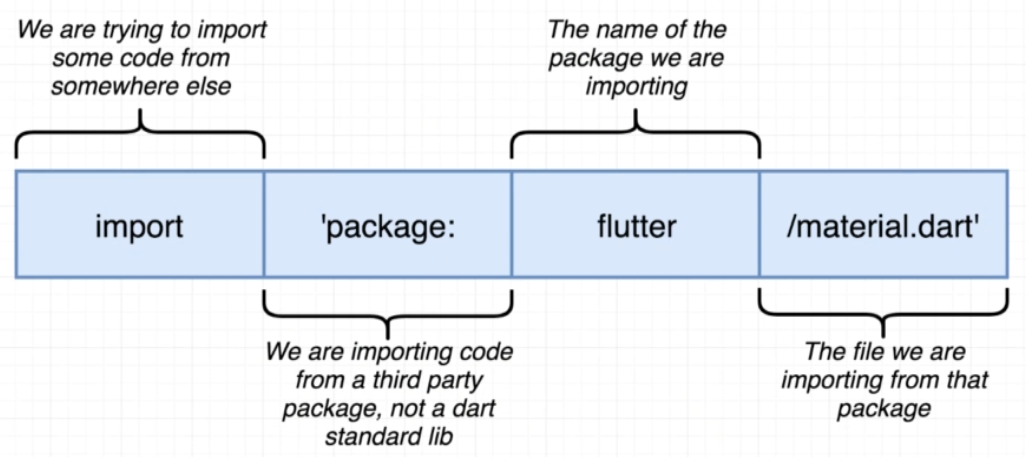 We are trying to import
some code from
somewhere else
The name of the
package we are
importing
import
'package:
flutter
/material.dart'
We are importing code
from a third party
package, not a dart
standard lib
The file we are
importing from that
package